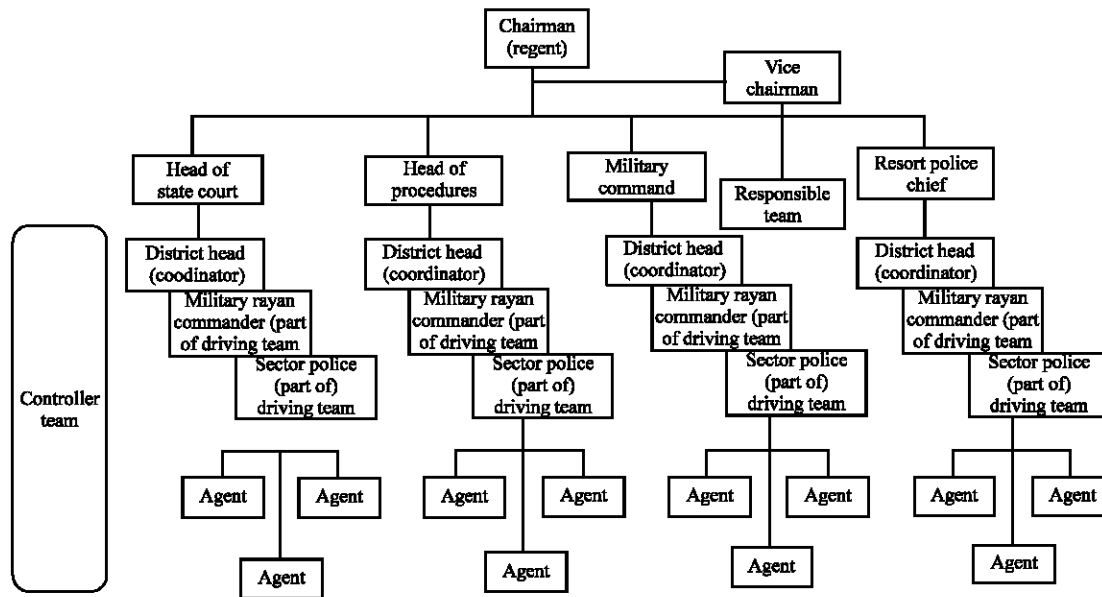 Chairman
(regent)
Vice
chairman
Head of
state court
Head of
procedures
Military
command
Responsible
team
Resort police
chief
District head
(coodinator)
District head
(coordinator)
District head
(coordinator)
District head
(coordinator)
Military rayan
commander (part
of driving team
Military rayan
commander (part
of driving team
Military rayan
commander (part
of driving team
Military rayan
commander (part
of driving team
Sector police
(part of)
driving team
Sector police
(part of)
driving team
Sector police
(part of)
driving team
Sector police
(part of)
driving team
Controller
team
Agent
Agent
Agent
Agent
Agent
Agent
Agent
Agent
Agent
Agent
Agent
Agent